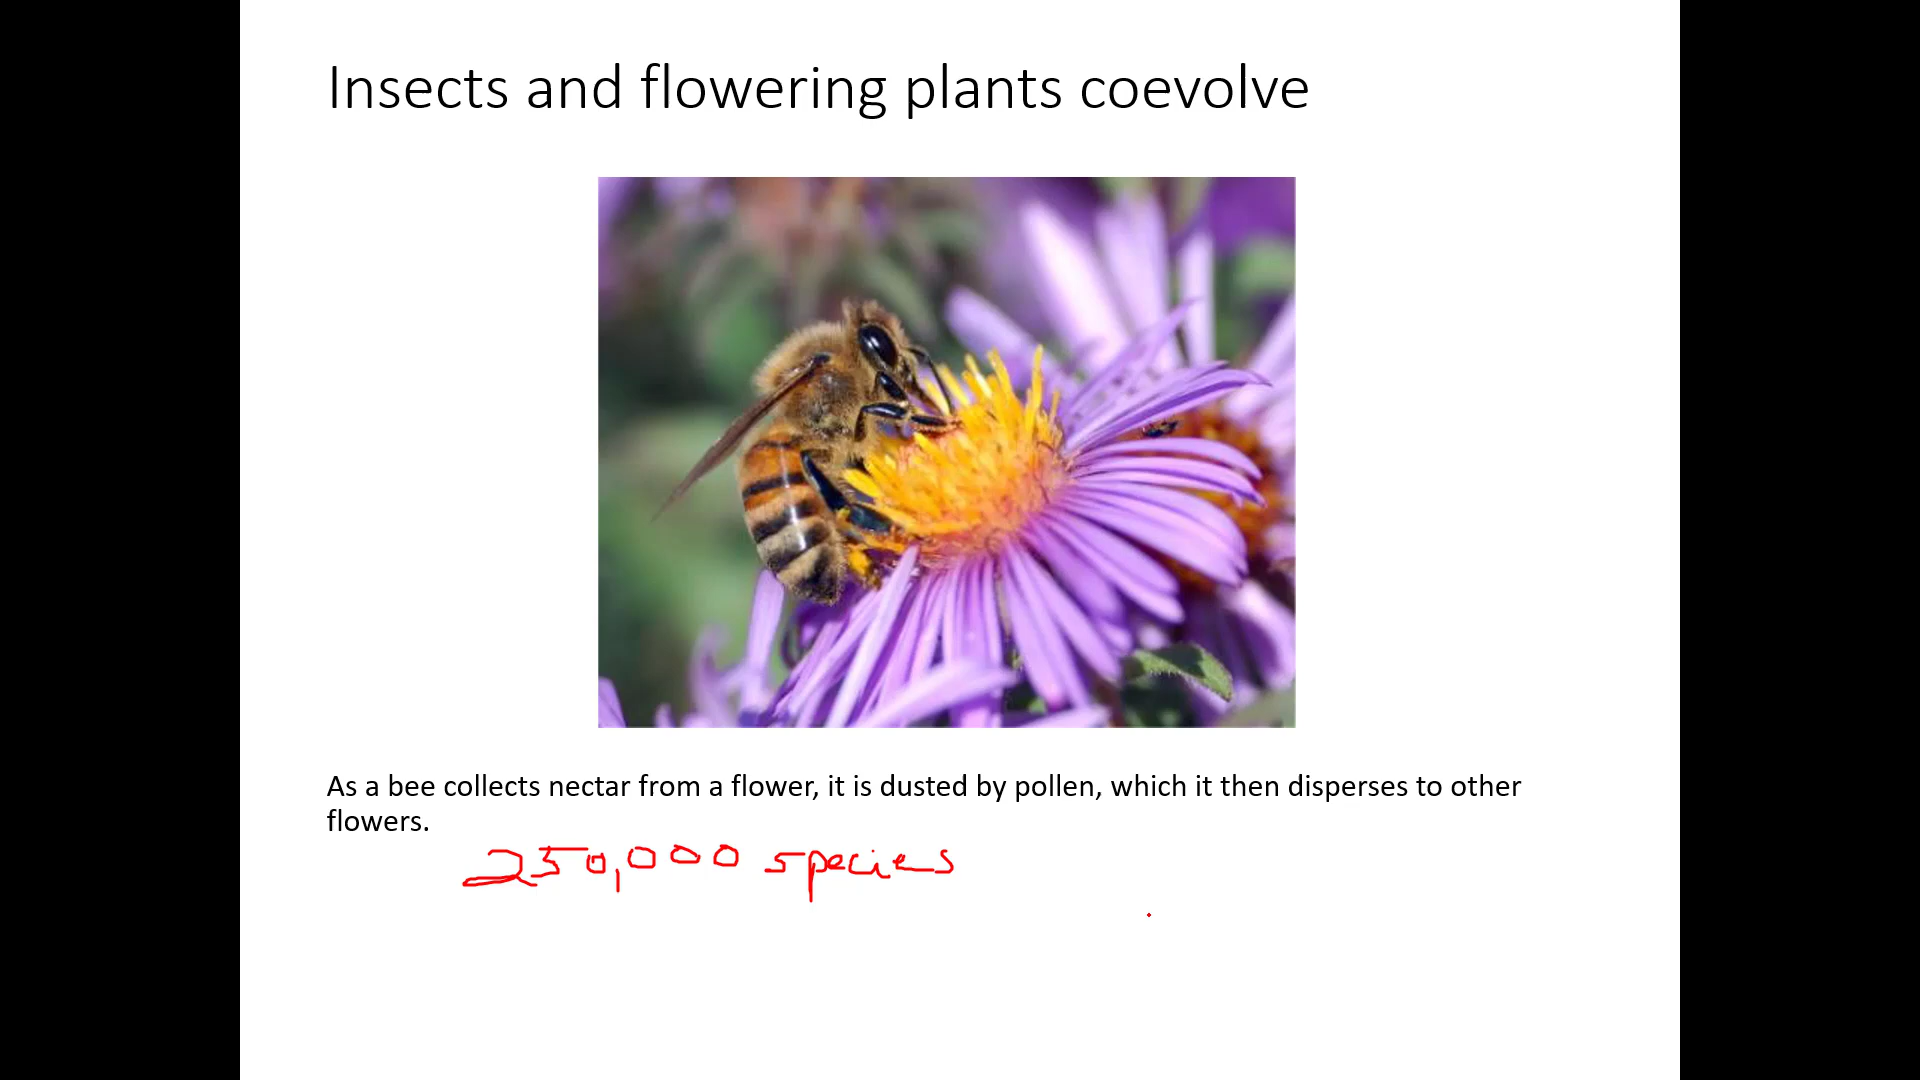 Insects and flowering plants coevolve
As a bee collects nectar from a flower, it is dusted by pollen, which it then disperses to other
flowers.
250,000 species